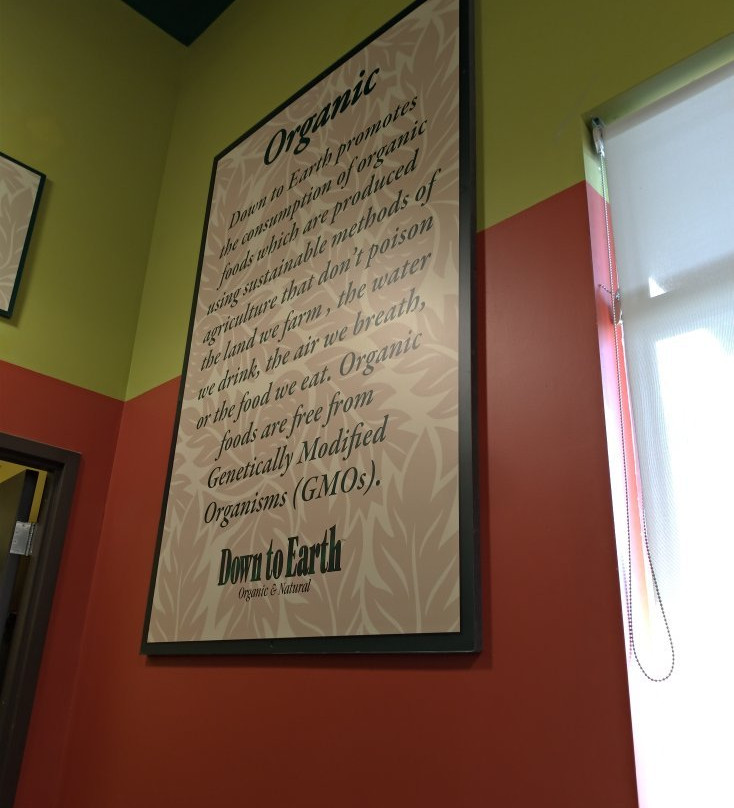 Organic
Down to Earth promotes
the consumption of organic
foods which are produced
using sustainable methods of
agriculture that don't poison
the land we farm , the water
we drink, the air we breath,
or the food we eat. Organic
foods are free from
Genetically Modified
Organisms (GMOs).
Down to Earth
Organic & Natural